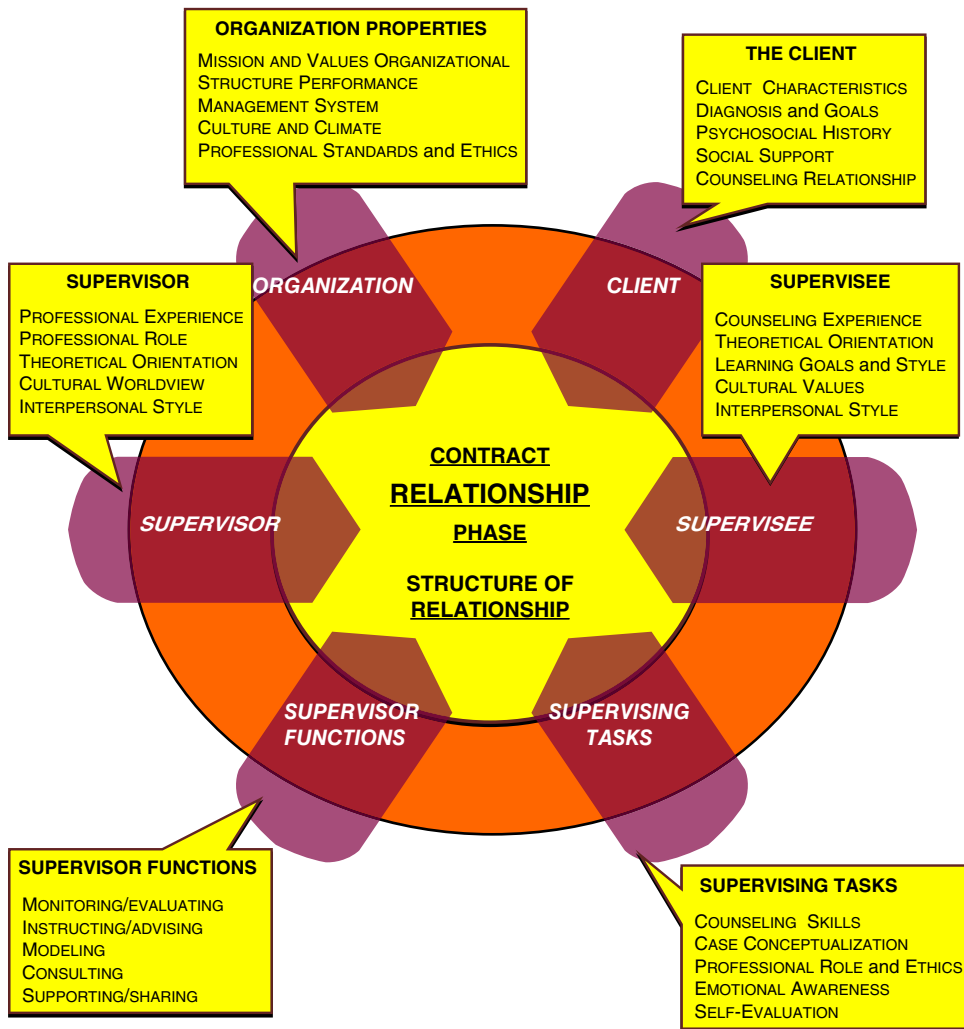 ORGANIZATION PROPERTIES
MISSION AND VALUES ORGANIZATIONAL
STRUCTURE PERFORMANCE
MANAGEMENT SYSTEM
CULTURE AND CLIMATE
PROFESSIONAL STANDARDS and ETHICS
THE CLIENT
CLIENT CHARACTERISTICS
DIAGNOSIS and GOALS
PSYCHOSOCIAL HISTORY
SOCIAL SUPPORT
COUNSELING RELATIONSHIP
SUPERVISOR
PROFESSIONAL EXPERIENCE
PROFESSIONAL ROLE
THEORETICAL ORIENTATION
CULTURAL WORLDVIEW
INTERPERSONAL STYLE
ORGANIZATION
CLIENT
SUPERVISEE
COUNSELING EXPERIENCE
THEORETICAL ORIENTATION
LEARNING GOALS and STYLE
CULTURAL VALUES
INTERPERSONAL STYLE
SUPERVISOR
CONTRACT
RELATIONSHIP
PHASE
STRUCTURE OF
RELATIONSHIP
SUPERVISEE
SUPERVISOR
FUNCTIONS
SUPERVISING
TASKS
SUPERVISOR FUNCTIONS
MONITORING/EVALUATING
INSTRUCTING/ADVISING
MODELING
CONSULTING
SUPPORTING/SHARING
SUPERVISING TASKS
COUNSELING SKILLS
CASE CONCEPTUALIZATION
PROFESSIONAL ROLE and ETHICS
EMOTIONAL AWARENESS
SELF-EVALUATION